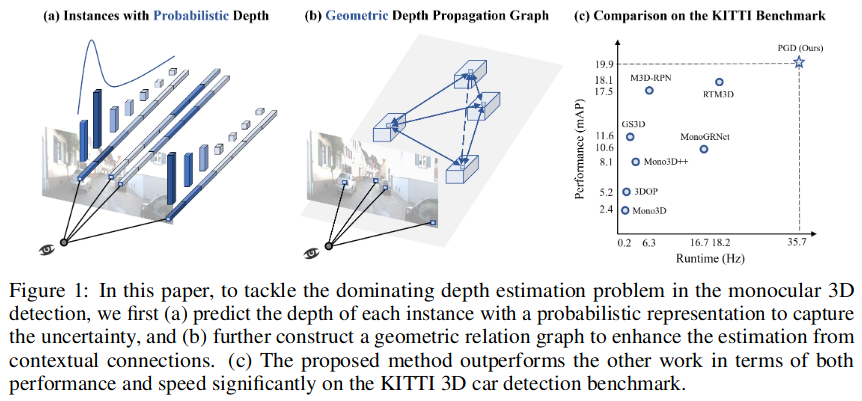 (a) Instances with Probabilistic Depth
(b) Geometric Depth Propagation Graph
(c) Comparison on the KITTI Benchmark
Performance (mAP)
19.9
18.1
17.5
11.6
10.6
8.1
5.2
2.4
PGD (Ours)
M3D-RPN
RTM3D
GS3D
MonoGRNet
Mono3D++
3DOP
Mono3D
0.2 6.3 16.7 18.2 35.7
Runtime (Hz)
Figure 1: In this paper, to tackle the dominating depth estimation problem in the monocular 3D
detection, we first (a) predict the depth of each instance with a probabilistic representation to capture
the uncertainty, and (b) further construct a geometric relation graph to enhance the estimation from
contextual connections. (c) The proposed method outperforms the other work in terms of both
performance and speed significantly on the KITTI 3D car detection benchmark.